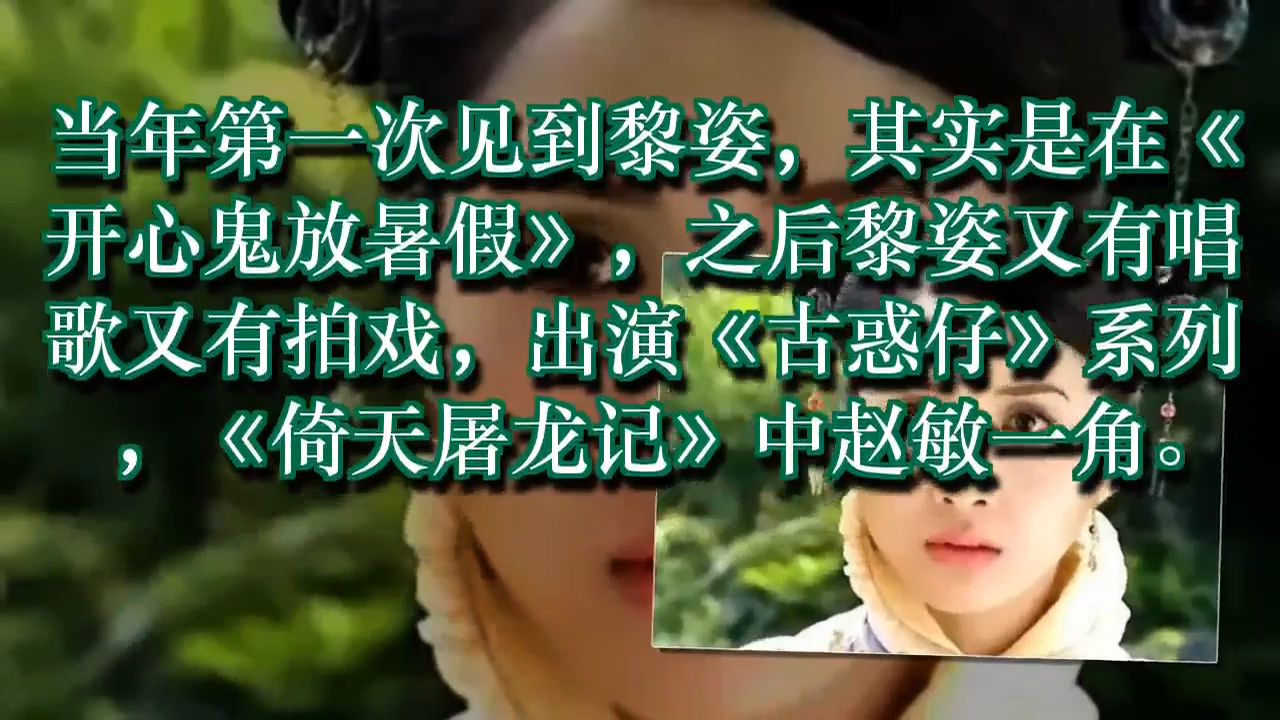 当年第一次见到黎姿，其实是在《
开心鬼放暑假》，之后黎姿又有唱
歌又有拍戏，出演《古惑仔》系列
，《倚天屠龙记》中赵敏一角。